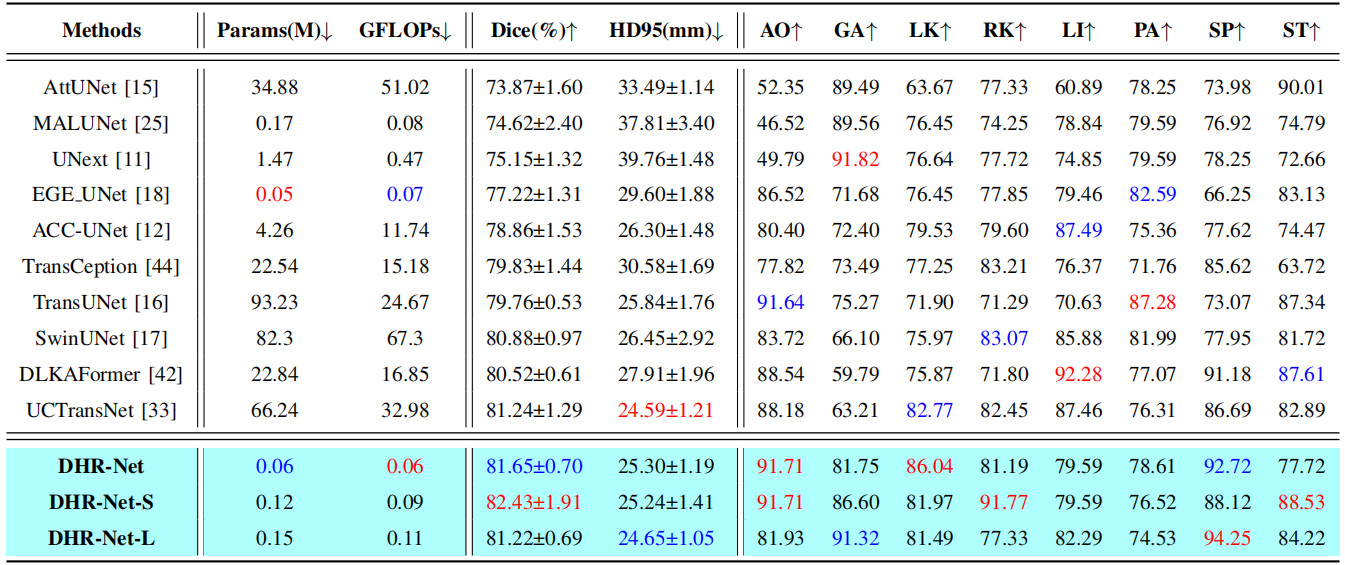 Methods Params(M)↓ GFLOPs↓ Dice(%)↑ HD95(mm)↓ AO↑ GA↑ LK↑ RK↑ LI↑ PA↑ SP↑ ST↑
AttUNet [15] 34.88 51.02 73.87±1.60 33.49±1.14 52.35 89.49 63.67 77.33 60.89 78.25 73.98 90.01
MALUNet [25] 0.17 0.08 74.62±2.40 37.81±3.40 46.52 89.56 76.45 74.25 78.84 79.59 76.92 74.79
UNext [11] 1.47 0.47 75.15±1.32 39.76±1.48 49.79 91.82 76.64 77.72 74.85 79.59 78.25 72.66
EGE_UNet [18] 0.05 0.07 77.22±1.31 29.60±1.88 86.52 71.68 76.45 77.85 79.46 82.59 66.25 83.13
ACC-UNet [12] 4.26 11.74 78.86±1.53 26.30±1.48 80.40 72.40 79.53 79.60 87.49 75.36 77.62 74.47
TransCeption [44] 22.54 15.18 79.83±1.44 30.58±1.69 77.82 73.49 77.25 83.21 76.37 71.76 85.62 63.72
TransUNet [16] 93.23 24.67 79.76±0.53 25.84±1.76 91.64 75.27 71.90 71.29 70.63 87.28 73.07 87.34
SwinUNet [17] 82.3 67.3 80.88±0.97 26.45±2.92 83.72 66.10 75.97 83.07 85.88 81.99 77.95 81.72
DLKAFormer [42] 22.84 16.85 80.52±0.61 27.91±1.96 88.54 59.79 75.87 71.80 92.28 77.07 91.18 87.61
UCTransNet [33] 66.24 32.98 81.24±1.29 24.59±1.21 88.18 63.21 82.77 82.45 87.46 76.31 86.69 82.89
DHR-Net 0.06 0.06 81.65±0.70 25.30±1.19 91.71 81.75 86.04 81.19 79.59 78.61 92.72 77.72
DHR-Net-S 0.12 0.09 82.43±1.91 25.24±1.41 91.71 86.60 81.97 91.77 79.59 76.52 88.12 88.53
DHR-Net-L 0.15 0.11 81.22±0.69 24.65±1.05 81.93 91.32 81.49 77.33 82.29 74.53 94.25 84.22